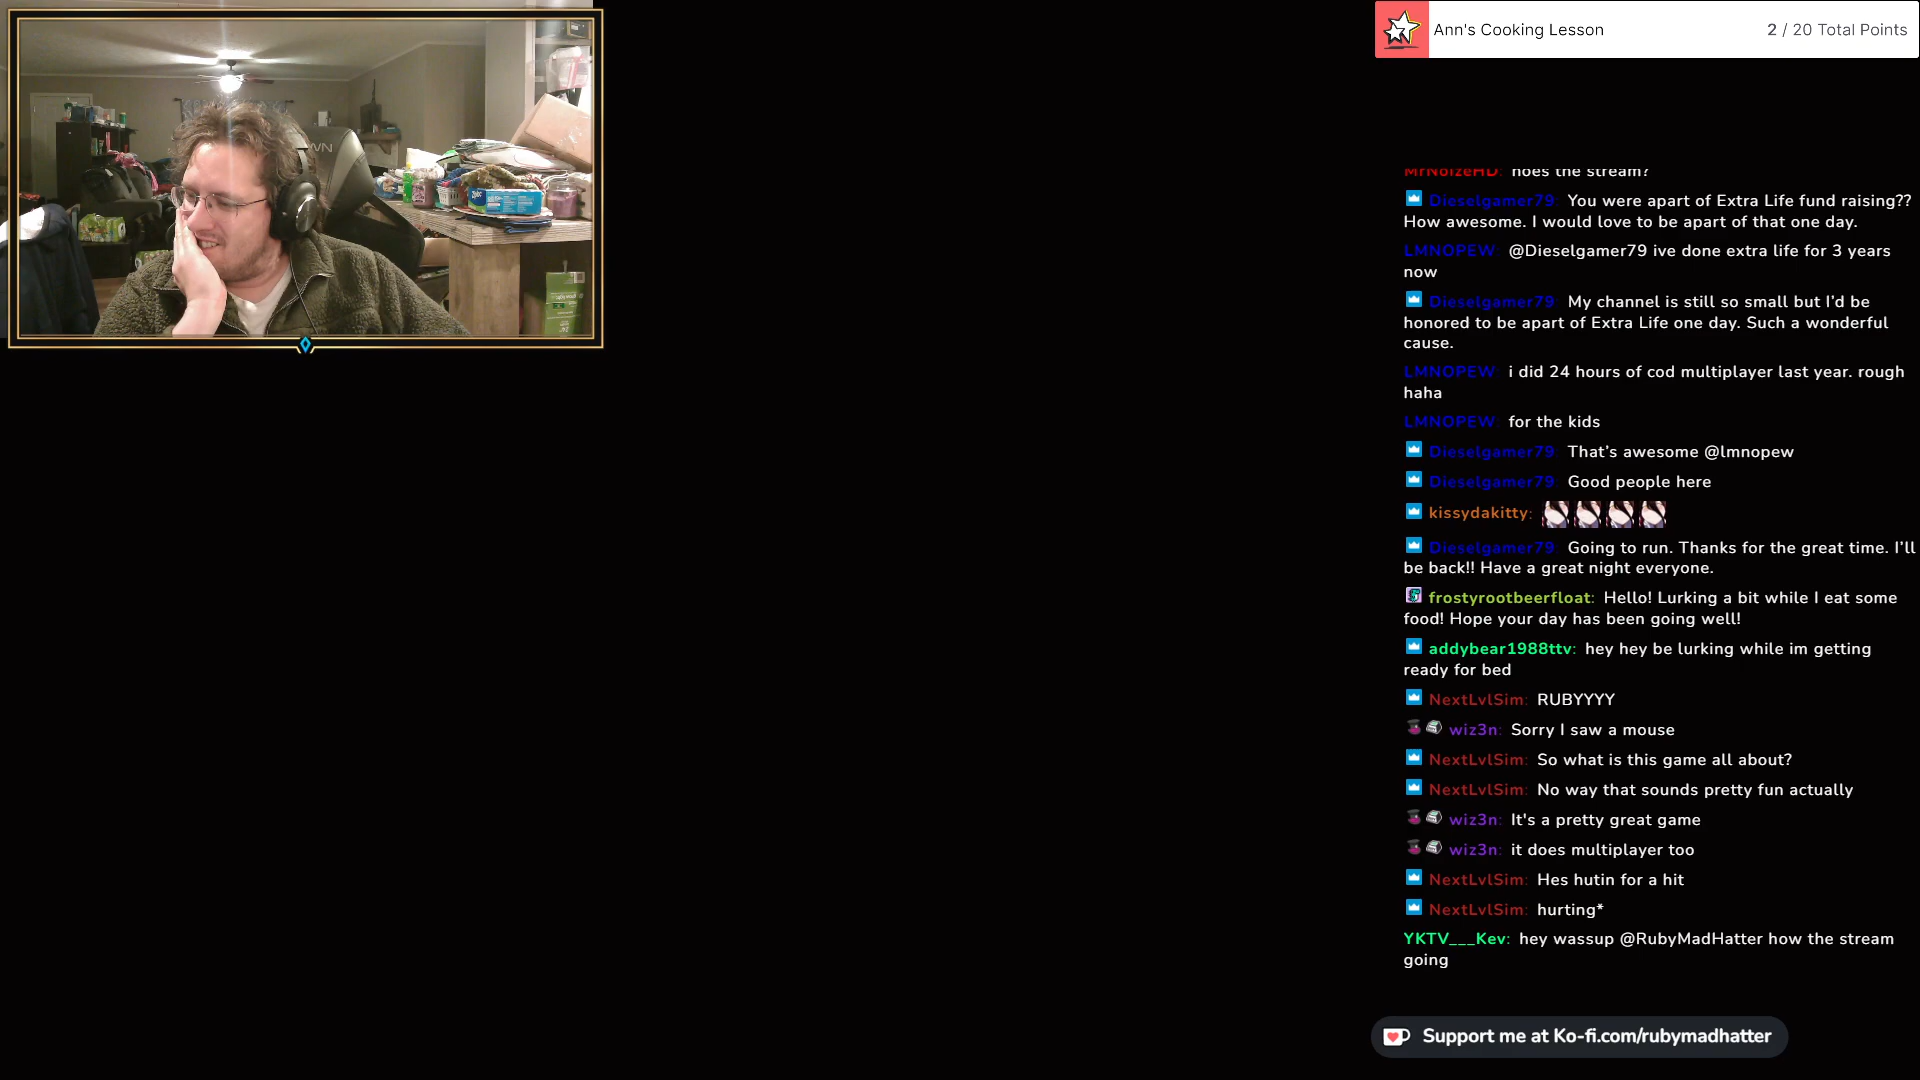 Ann's Cooking Lesson
2 / 20 Total Points
MrNoizeHD: hoes the stream?
Dieselgamer79: You were apart of Extra Life fund raising??
How awesome. I would love to be apart of that one day.
LMNOPEW: @Dieselgamer79 ive done extra life for 3 years
now
Dieselgamer79: My channel is still so small but I'd be
honored to be apart of Extra Life one day. Such a wonderful
cause.
LMNOPEW: i did 24 hours of cod multiplayer last year. rough
haha
LMNOPEW: for the kids
Dieselgamer79: That's awesome @lmnopew
Dieselgamer79: Good people here
kissydakitty:
Dieselgamer79: Going to run. Thanks for the great time. I'll
be back!! Have a great night everyone.
frostyrootbeerfloat: Hello! Lurking a bit while I eat some
food! Hope your day has been going well!
addybear1988ttv: hey hey be lurking while im getting
ready for bed
NextLvlSim: RUBYYYY
wiz3n: Sorry I saw a mouse
NextLvlSim: So what is this game all about?
NextLvlSim: No way that sounds pretty fun actually
wiz3n: It's a pretty great game
wiz3n: it does multiplayer too
NextLvlSim: Hes hutin for a hit
NextLvlSim: hurting*
YKTV___Kev: hey wassup @RubyMadHatter how the stream
going
Support me at Ko-fi.com/rubymadhatter